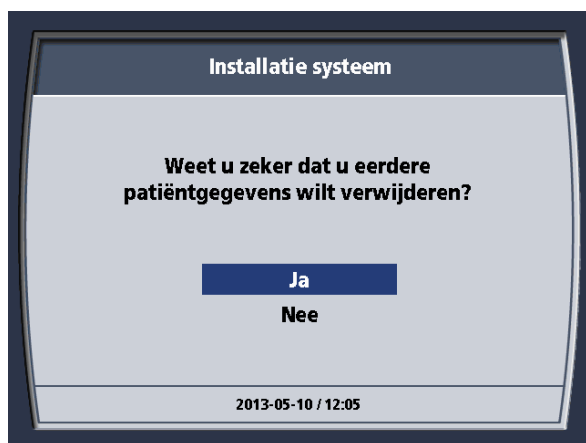 Installatie systeem
Weet u zeker dat u eerdere
patiëntgegevens wilt verwijderen?
Ja
Nee
2013-05-10 / 12:05